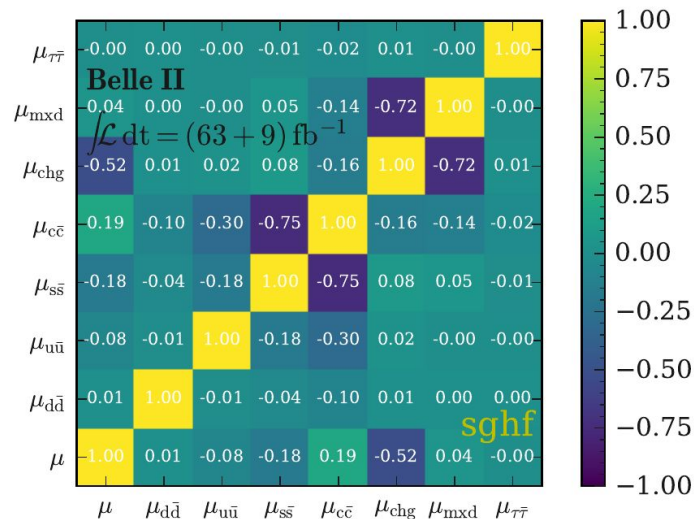 μ_τ̄τ̄ -0.00 0.00 -0.00 -0.01 -0.02 0.01 -0.00 1.00
Belle II
μ_mxd 0.04 0.00 -0.00 0.05 -0.14 -0.72 1.00 -0.00
∫ℒ dt = (63 + 9) fb⁻¹
μ_chg -0.52 0.01 0.02 0.08 -0.16 1.00 -0.72 0.01
μ_cc̄ 0.19 -0.10 -0.30 -0.75 1.00 -0.16 -0.14 -0.02
μ_ss̄ -0.18 -0.04 -0.18 1.00 -0.75 0.08 0.05 -0.01
μ_uū -0.08 -0.01 1.00 -0.18 -0.30 0.02 -0.00 -0.00
μ_dd̄ 0.01 1.00 -0.01 -0.04 -0.10 0.01 0.00 0.00
sghf
μ 1.00 0.01 -0.08 -0.18 0.19 -0.52 0.04 -0.00
μ μ_dd̄ μ_uū μ_ss̄ μ_cc̄ μ_chg μ_mxd μ_τ̄τ̄
1.00
0.75
0.50
0.25
0.00
−0.25
−0.50
−0.75
−1.00